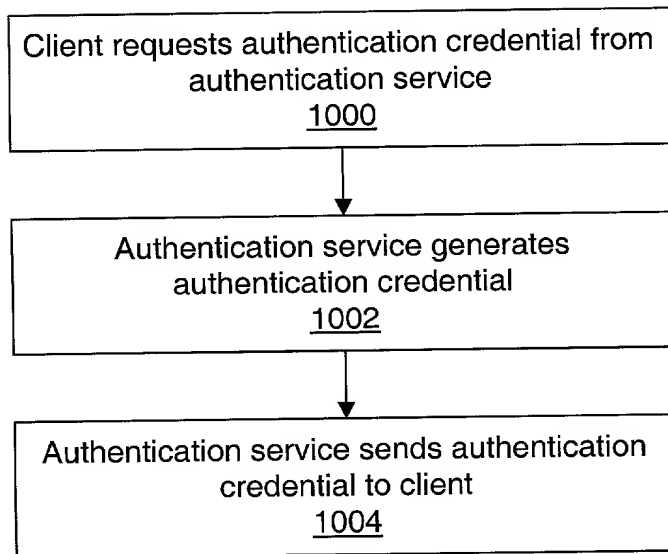 Client requests authentication credential from
authentication service
1000
Authentication service generates
authentication credential
1002
Authentication service sends authentication
credential to client
1004